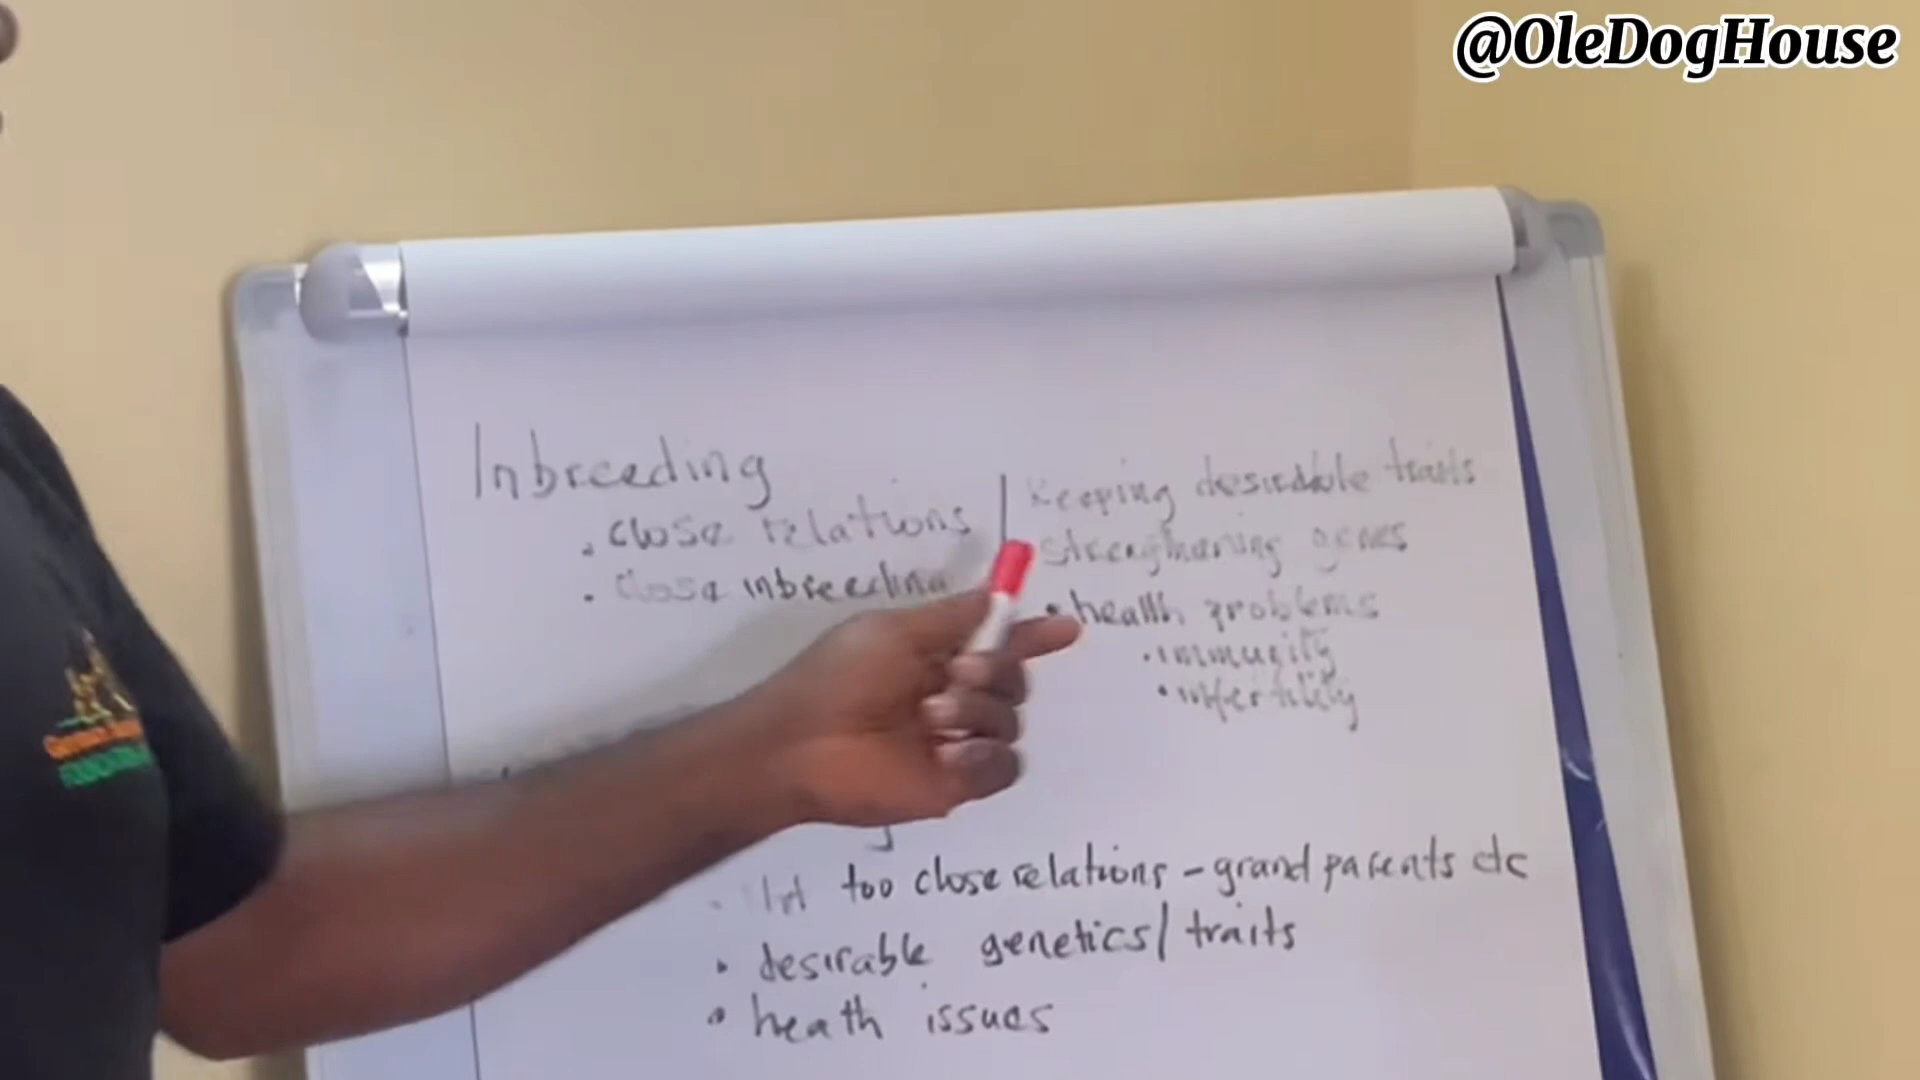 @OleDogHouse
Inbreeding
. close relations
. close inbreeding
Keeping desirable traits
strengthening genes
• health problems
• immunity
• infertility
too close relations - grand parents etc
• desirable genetics/traits
• heath issues